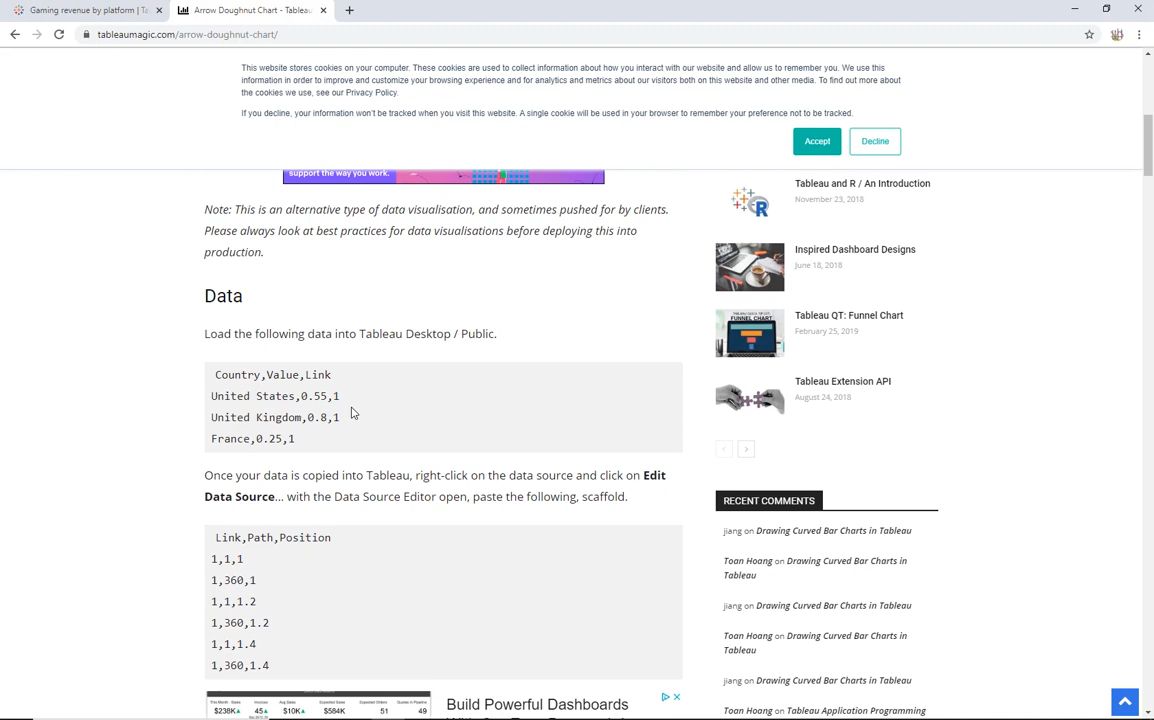 Gaming revenue by platform | Ta
Arrow Doughnut Chart - Tableau
tableaumagic.com/arrow-doughnut-chart/
This website stores cookies on your computer. These cookies are used to collect information about how you interact with our website and allow us to remember you. We use this
information in order to improve and customize your browsing experience and for analytics and metrics about our visitors both on this website and other media. To find out more about
the cookies we use, see our Privacy Policy.
If you decline, your information won't be tracked when you visit this website. A single cookie will be used in your browser to remember your preference not to be tracked.
Accept
Decline
support the way you work.
Note: This is an alternative type of data visualisation, and sometimes pushed for by clients.
Please always look at best practices for data visualisations before deploying this into
production.
Data
Load the following data into Tableau Desktop / Public.
Country,Value,Link
United States,0.55,1
United Kingdom,0.8,1
France,0.25,1
Once your data is copied into Tableau, right-click on the data source and click on Edit
Data Source... with the Data Source Editor open, paste the following, scaffold.
Link,Path,Position
1,1,1
1,360,1
1,1,1.2
1,360,1.2
1,1,1.4
1,360,1.4
$238K
45
$10K
$584K
51
49
Build Powerful Dashboards
Tableau and R / An Introduction
November 23, 2018
Inspired Dashboard Designs
June 18, 2018
FUNNEL CHART
Tableau QT: Funnel Chart
February 25, 2019
Tableau Extension API
August 24, 2018
RECENT COMMENTS
jiang on Drawing Curved Bar Charts in Tableau
Toan Hoang on Drawing Curved Bar Charts in
Tableau
jiang on Drawing Curved Bar Charts in Tableau
Toan Hoang on Drawing Curved Bar Charts in
Tableau
jiang on Drawing Curved Bar Charts in Tableau
Toan Hoang on Tableau Application Programming